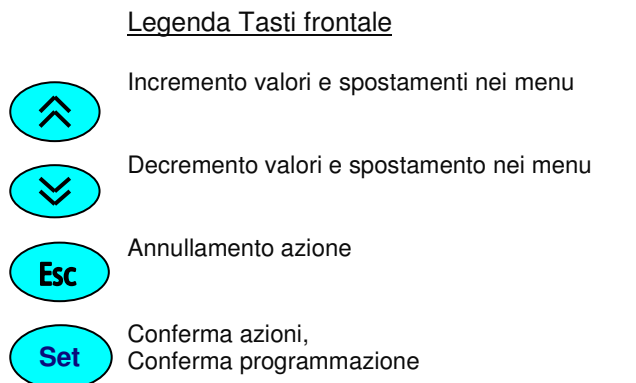 Legenda Tasti frontale
Incremento valori e spostamenti nei menu
Decremento valori e spostamento nei menu
Esc
Annullamento azione
Set
Conferma azioni,
Conferma programmazione